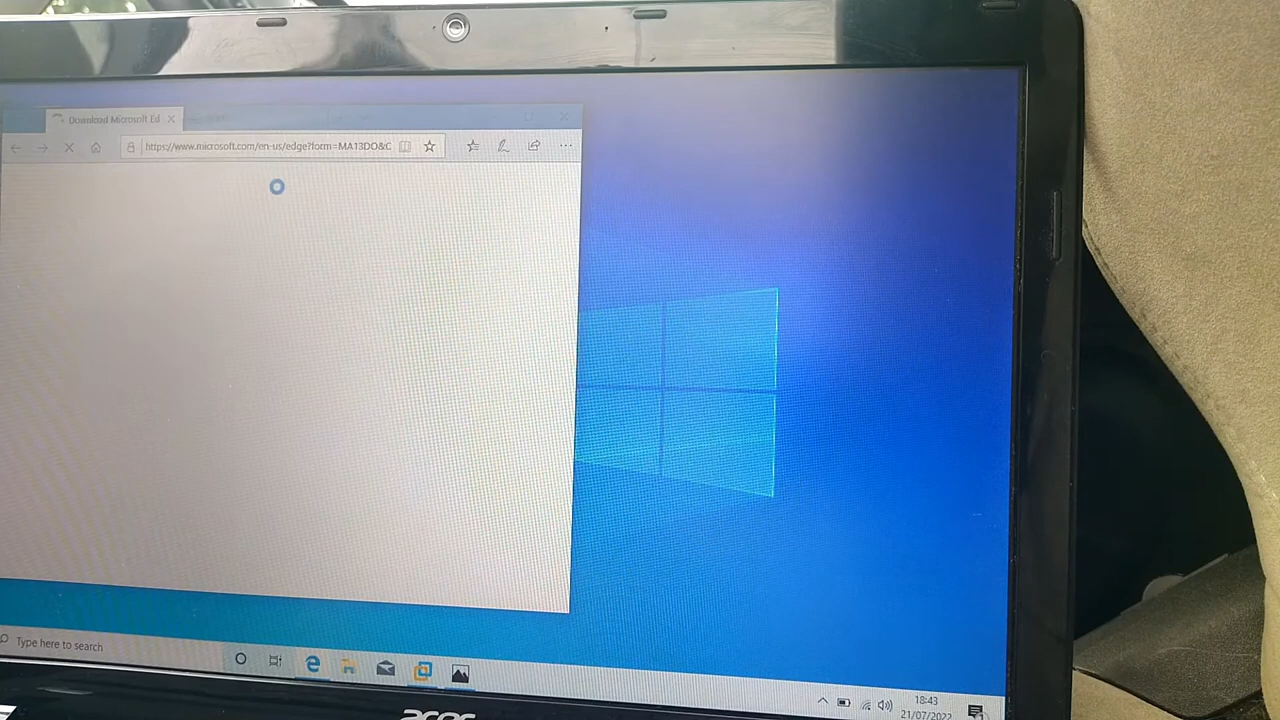 Download Microsoft Ed
https://www.microsoft.com/en-us/edge?form=MA13DO&C
Type here to search
18:43
21/07/2022
acer